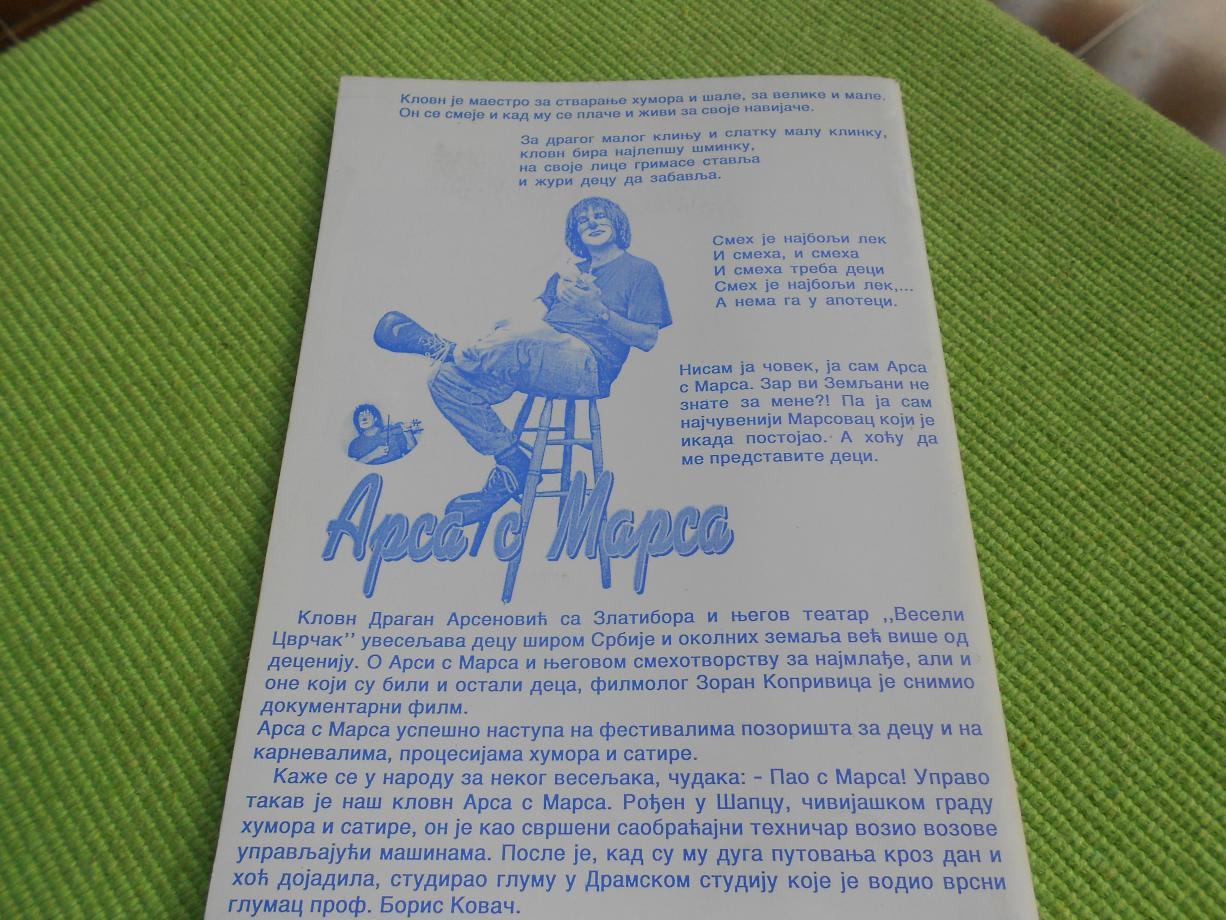 Кловн је маестро за стварање хумора и шале, за велике и мале.
Он се смеје и кад му се плаче и живи за своје навијаче.
За драгог малог клињу и слатку малу клинку,
кловн бира најлепшу шминку,
на своје лице гримасе ставља
и жури децу да забавља.
Смех је најбољи лек
И смеха, и смеха
И смеха треба деци
Смех је најбољи лек,...
А нема га у апотеци.
Нисам ја човек, ја сам Арса
с Марса. Зар ви Земљани не
знате за мене?! Па ја сам
најчувенији Марсовац који је
икада постојао. А хоћу да
ме представите деци.
Арса с Марса
Кловн Драган Арсеновић са Златибора и његов театар ,,Весели
Цврчак'' увесељава децу широм Србије и околних земаља већ више од
деценију. О Арси с Марса и његовом смехотворству за најмлађе, али и
оне који су били и остали деца, филмолог Зоран Копривица је снимио
документарни филм.
Арса с Марса успешно наступа на фестивалима позоришта за децу и на
карневалима, процесијама хумора и сатире.
Каже се у народу за неког весељака, чудака: - Пао с Марса! Управо
такав је наш кловн Арса с Марса. Рођен у Шапцу, чивијашком граду
хумора и сатире, он је као свршени саобраћајни техничар возио возове
управљајући машинама. После је, кад су му дуга путовања кроз дан и
хоћ дојадила, студирао глуму у Драмском студију које је водио врсни
глумац проф. Борис Ковач.